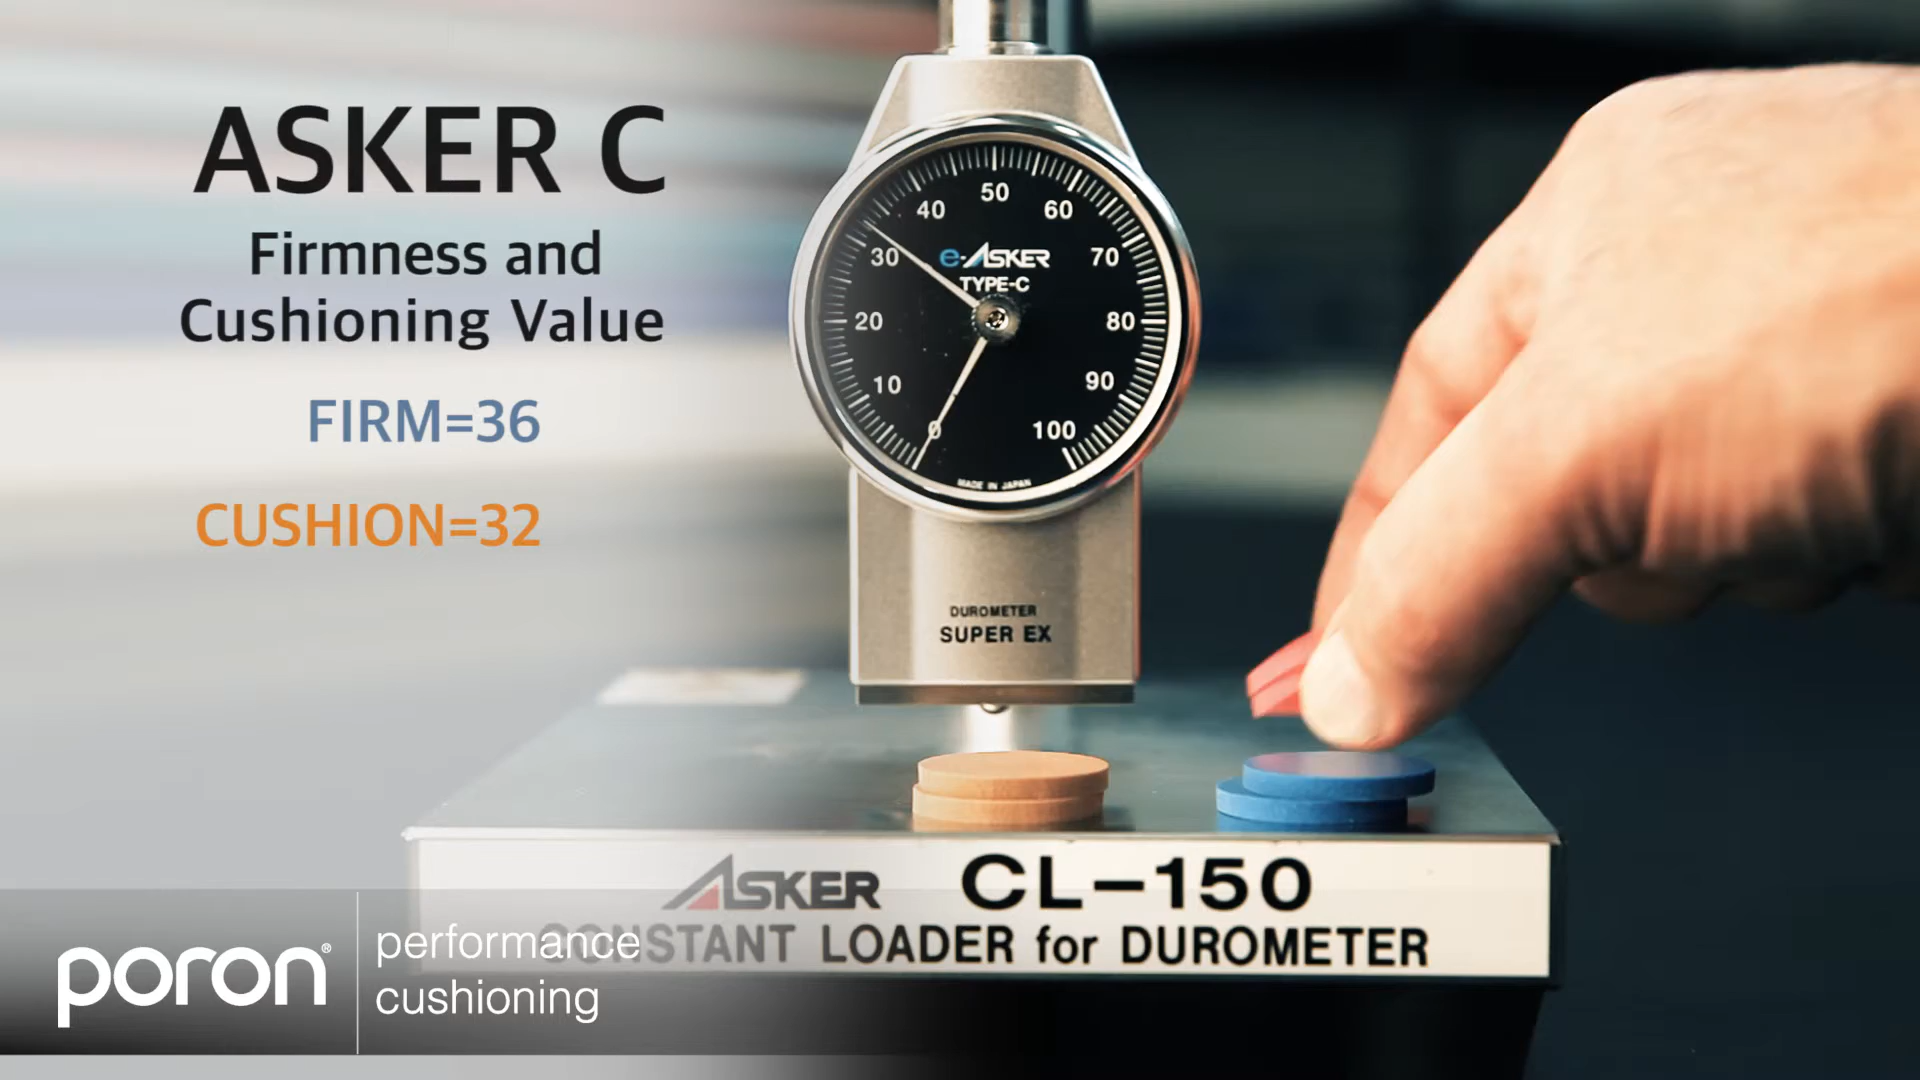 ASKER C
Firmness and
Cushioning Value
FIRM=36
CUSHION=32
50
40
60
30
70
20
80
10
90
0
100
e-ASKER
TYPE-C
MADE IN JAPAN
DUROMETER
SUPER EX
ASKER CL-150
CONSTANT LOADER for DUROMETER
poron®
performance
cushioning